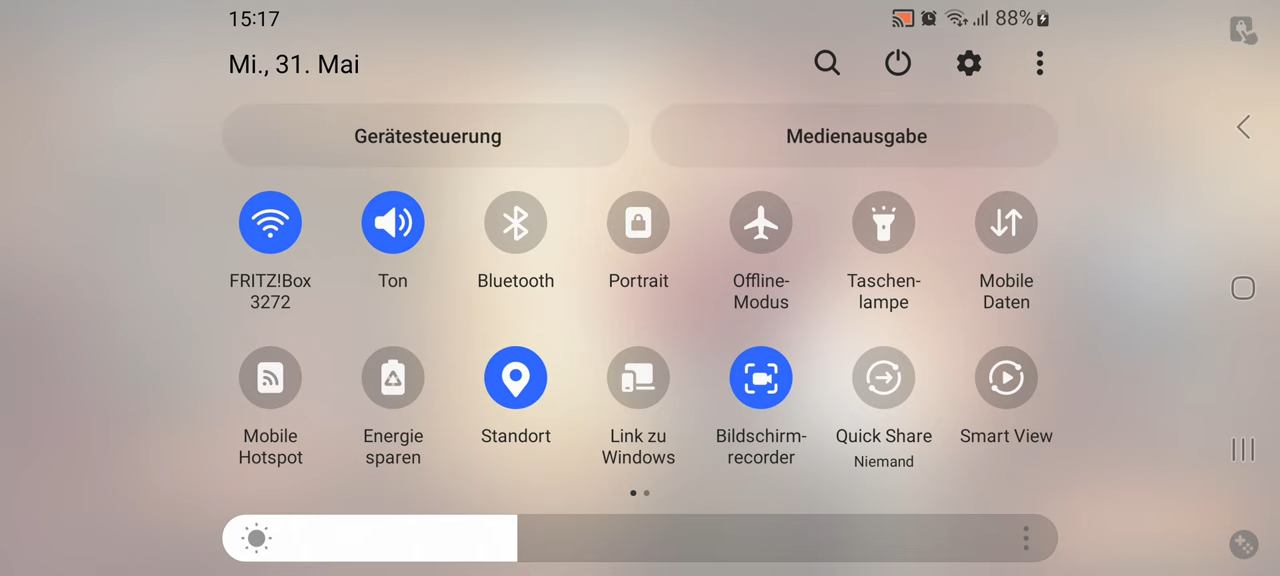 15:17
88%
Mi., 31. Mai
Gerätesteuerung
Medienausgabe
FRITZ!Box
3272
Ton
Bluetooth
Portrait
Offline-
Modus
Taschen-
lampe
Mobile
Daten
Mobile
Hotspot
Energie
sparen
Standort
Link zu
Windows
Bildschirm-
recorder
Quick Share
Niemand
Smart View